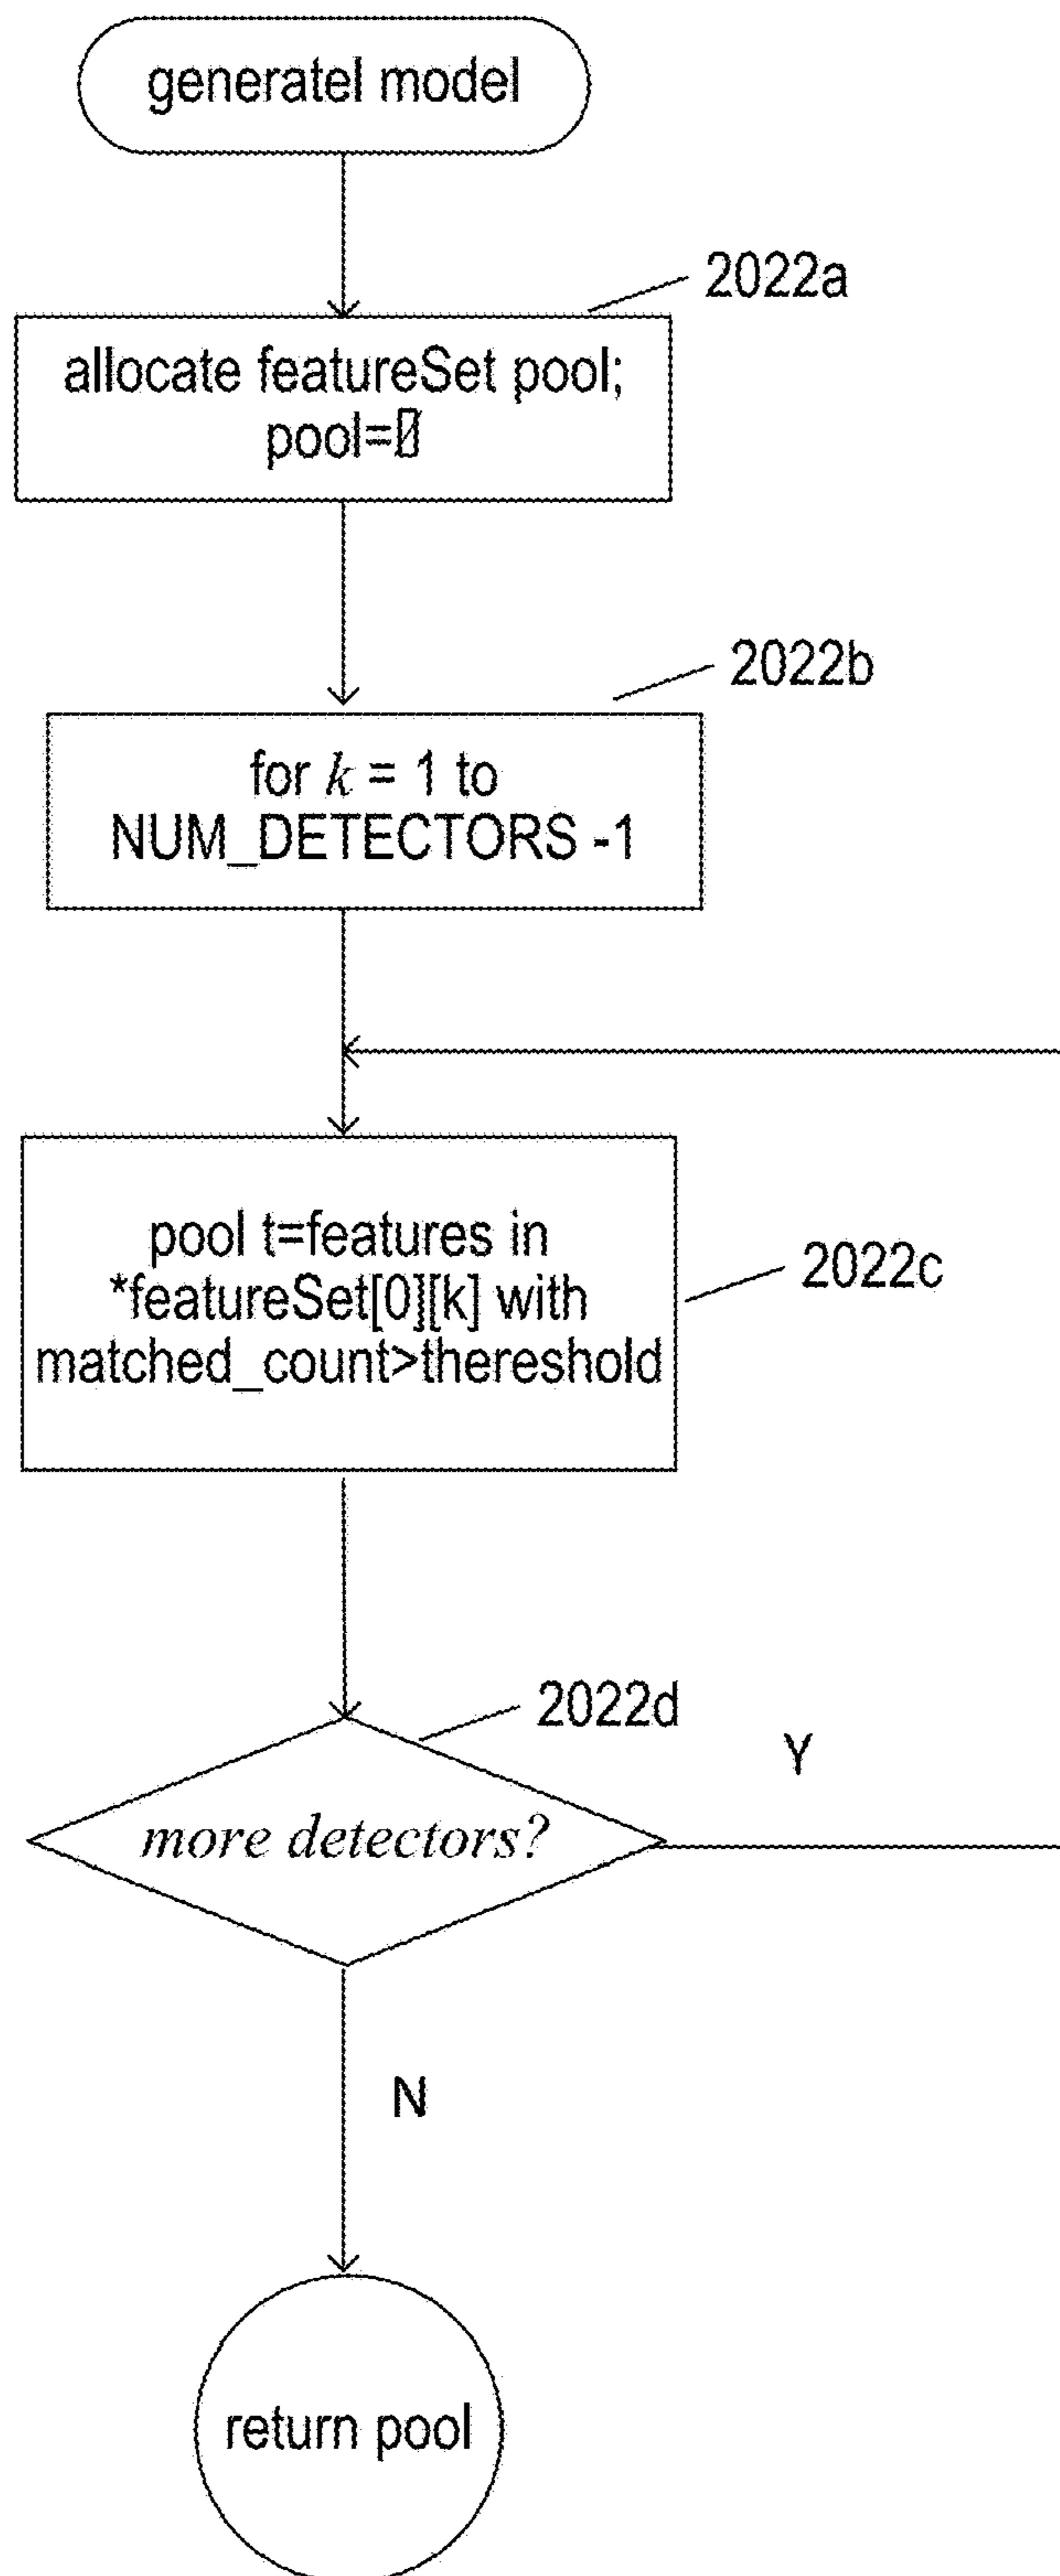 generatel model
2022a
allocate featureSet pool;
pool=∅
2022b
for k = 1 to
NUM_DETECTORS -1
pool t=features in
*featureSet[0][k] with
2022c
matched_count>thereshold
2022d
Y
more detectors?
N
return pool